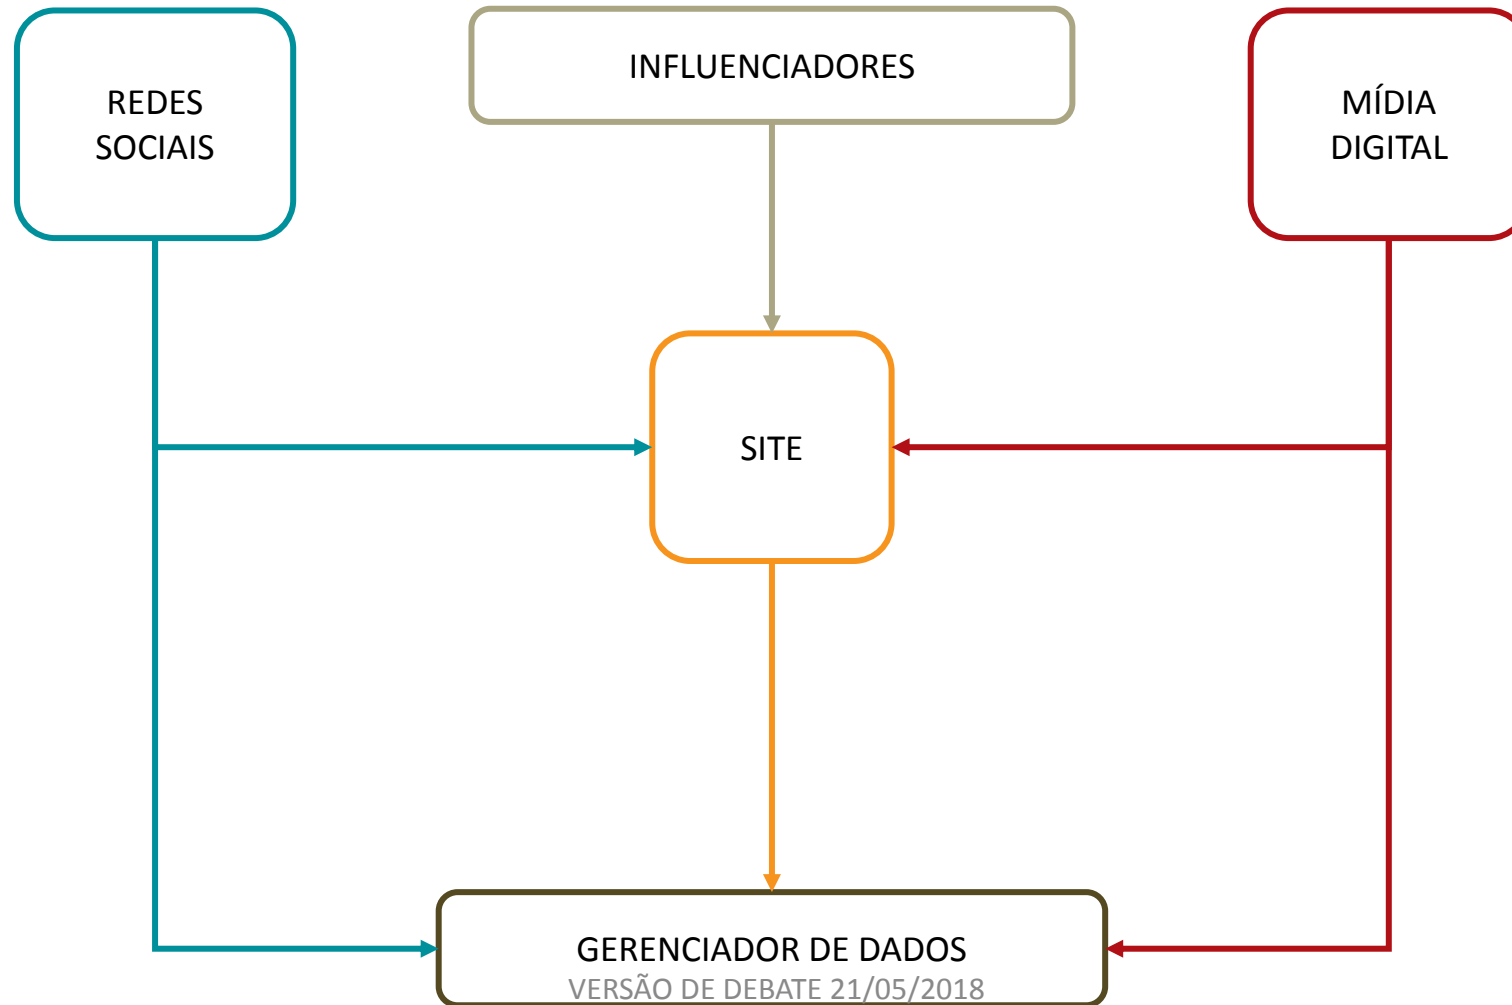 REDES
SOCIAIS
INFLUENCIADORES
MÍDIA
DIGITAL
SITE
GERENCIADOR DE DADOS
VERSÃO DE DEBATE 21/05/2018